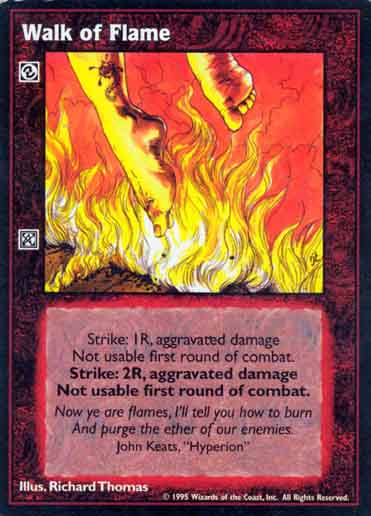 Walk of Flame
Strike: 1R, aggravated damage
Not usable first round of combat.
Strike: 2R, aggravated damage
Not usable first round of combat.
Now ye are flames, I'll tell you how to burn
And purge the ether of our enemies.
John Keats, "Hyperion"
Illus, Richard Thomas
© 1995 Wizards of the Coast, Inc. All Rights Reserved.